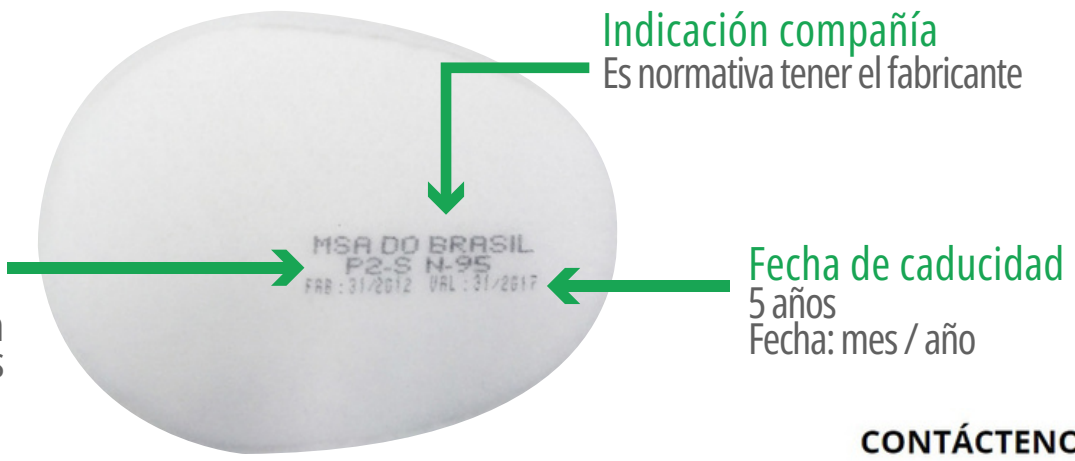 Indicación compañía
Es normativa tener el fabricante
MSA DO BRASIL
P2-S N-95
FAB : 31/2012 VAL : 31/2017
Fecha de caducidad
5 años
Fecha: mes / año
CONTÁCTENO